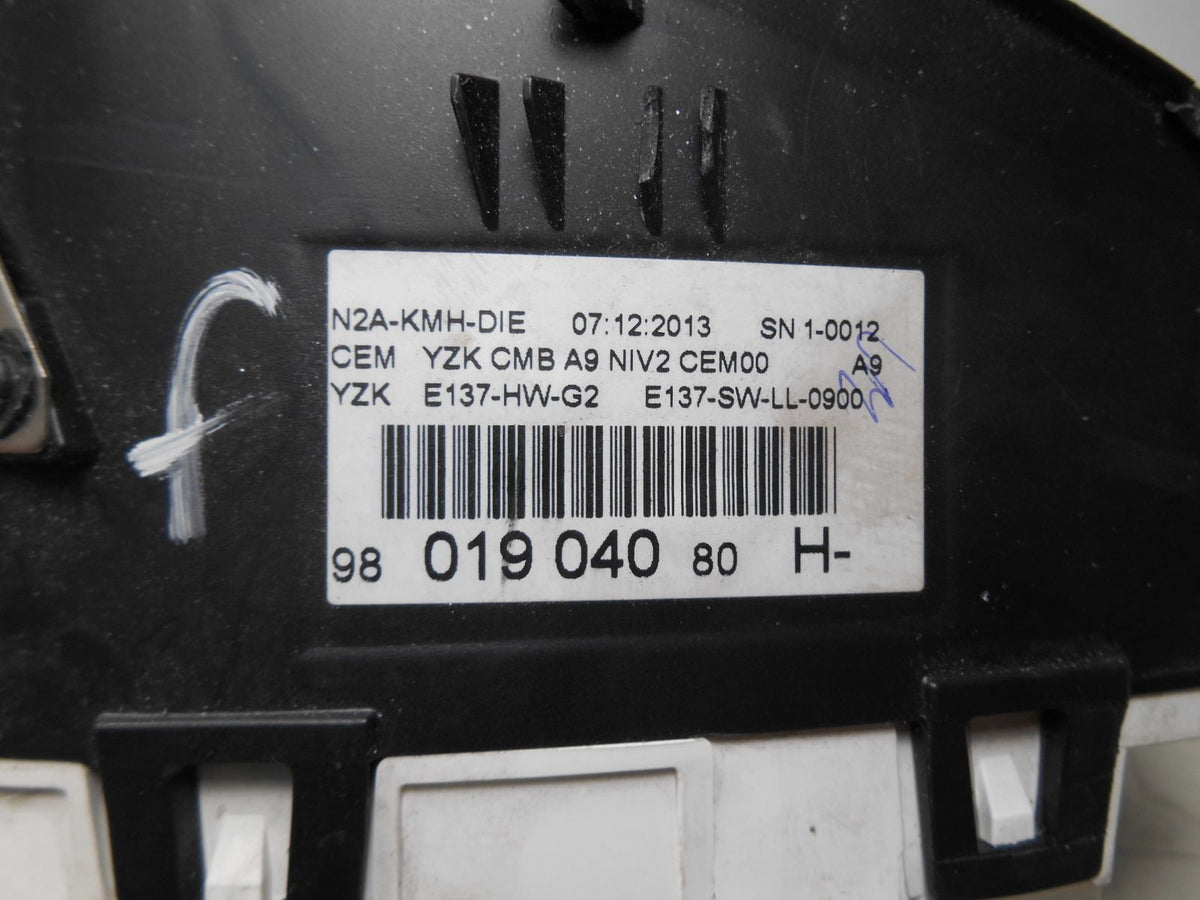 N2A-KMH-DIE 07:12:2013 SN 1-0012
CEM YZK CMB A9 NIV2 CEM00 A9
YZK E137-HW-G2 E137-SW-LL-0900
98 019 040 80 H-
f